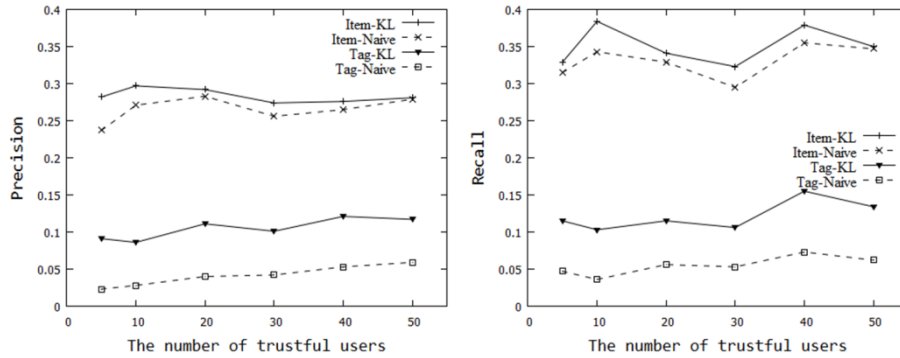 0.4
0.35
0.3
0.25
0.2
0.15
0.1
0.05
0
Precision
Item-KL
Item-Naive
Tag-KL
Tag-Naive
0 10 20 30 40 50
The number of trustful users
0.4
0.35
0.3
0.25
0.2
0.15
0.1
0.05
0
Recall
Item-KL
Item-Naive
Tag-KL
Tag-Naive
0 10 20 30 40 50
The number of trustful users